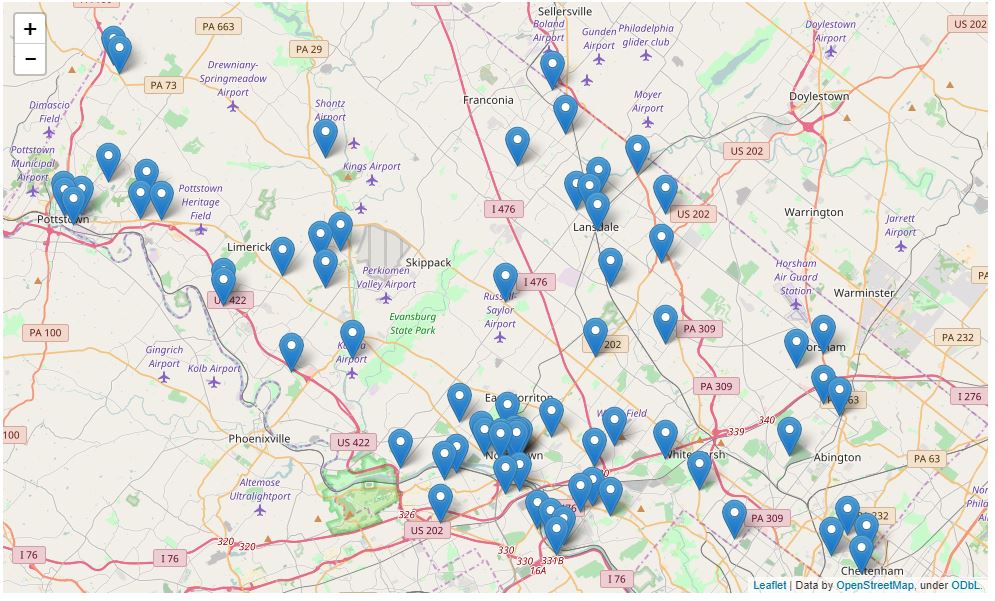 Sellersville
PA 663
Boland
Airport
Gunden
Airport
Philadelphia
glider club
Doylestown
Airport
US 202
+
−
PA 29
Drewniany-
Springmeadow
Airport
PA 73
Franconia
Doylestown
Dimascio
Field
Shontz
Airport
Moyer
Airport
US 202
Pottstown
Municipal
Airport
Kings Airport
Pottstown
Heritage
Field
I 476
US 202
Warrington
Jarrett
Airport
Pottstown
Lansdale
Limerick
Skippack
Perkiomen
Valley Airport
I 476
Horsham
Air Guard
Station
Warminster
US 422
Saylor
Airport
Evansburg
State Park
PA 100
PA 309
202
PA 232
Gingrich
Airport
Kolb Airport
Airport
PA 309
I 276
340
339
100
Phoenixville
US 422
Abington
PA 63
Altemose
Ultralightport
326
US 202
PA 309
320
320
I 76
I 76
330
330
331B
16A
I 76
Cheltenham
Leaflet | Data by OpenStreetMap, under ODbL.